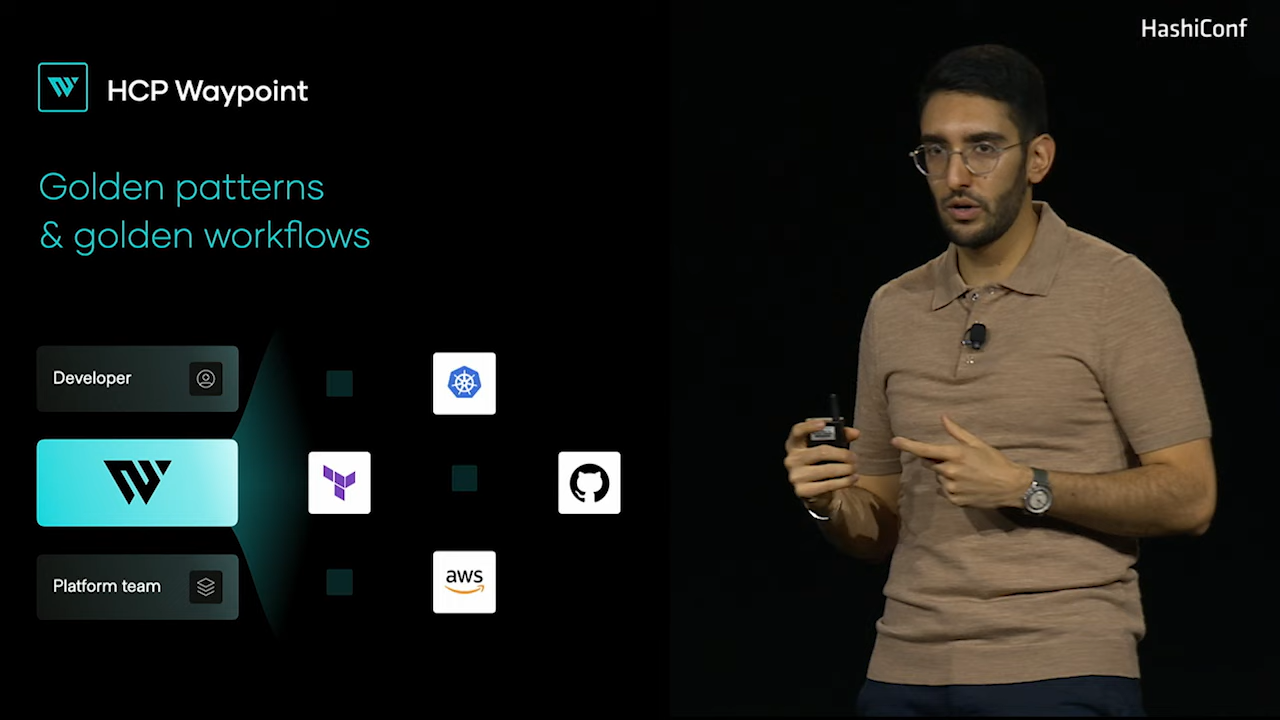 HashiConf
HCP Waypoint
Golden patterns
& golden workflows
Developer
Platform team
aws